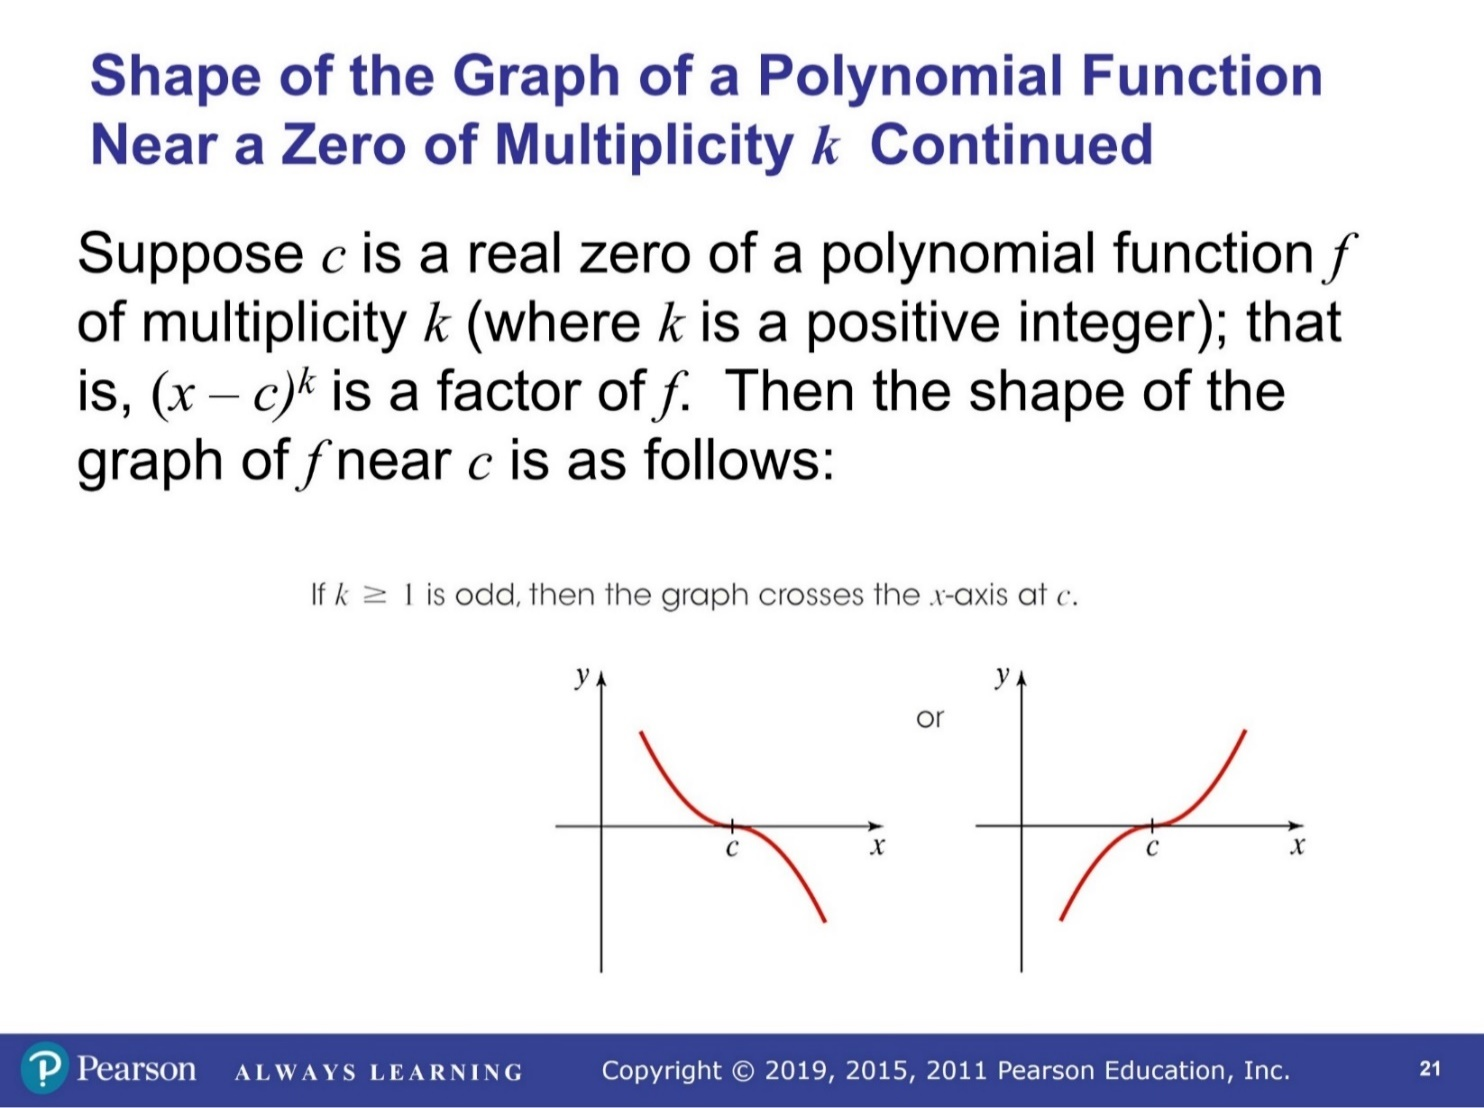 Shape of the Graph of a Polynomial Function
Near a Zero of Multiplicity k Continued
Suppose c is a real zero of a polynomial function f
of multiplicity k (where k is a positive integer); that
is, (x – c)^k is a factor of f. Then the shape of the
graph of f near c is as follows:
If k ≥ 1 is odd, then the graph crosses the x-axis at c.
y
c
x
or
y
c
x
Pearson ALWAYS LEARNING Copyright © 2019, 2015, 2011 Pearson Education, Inc. 21